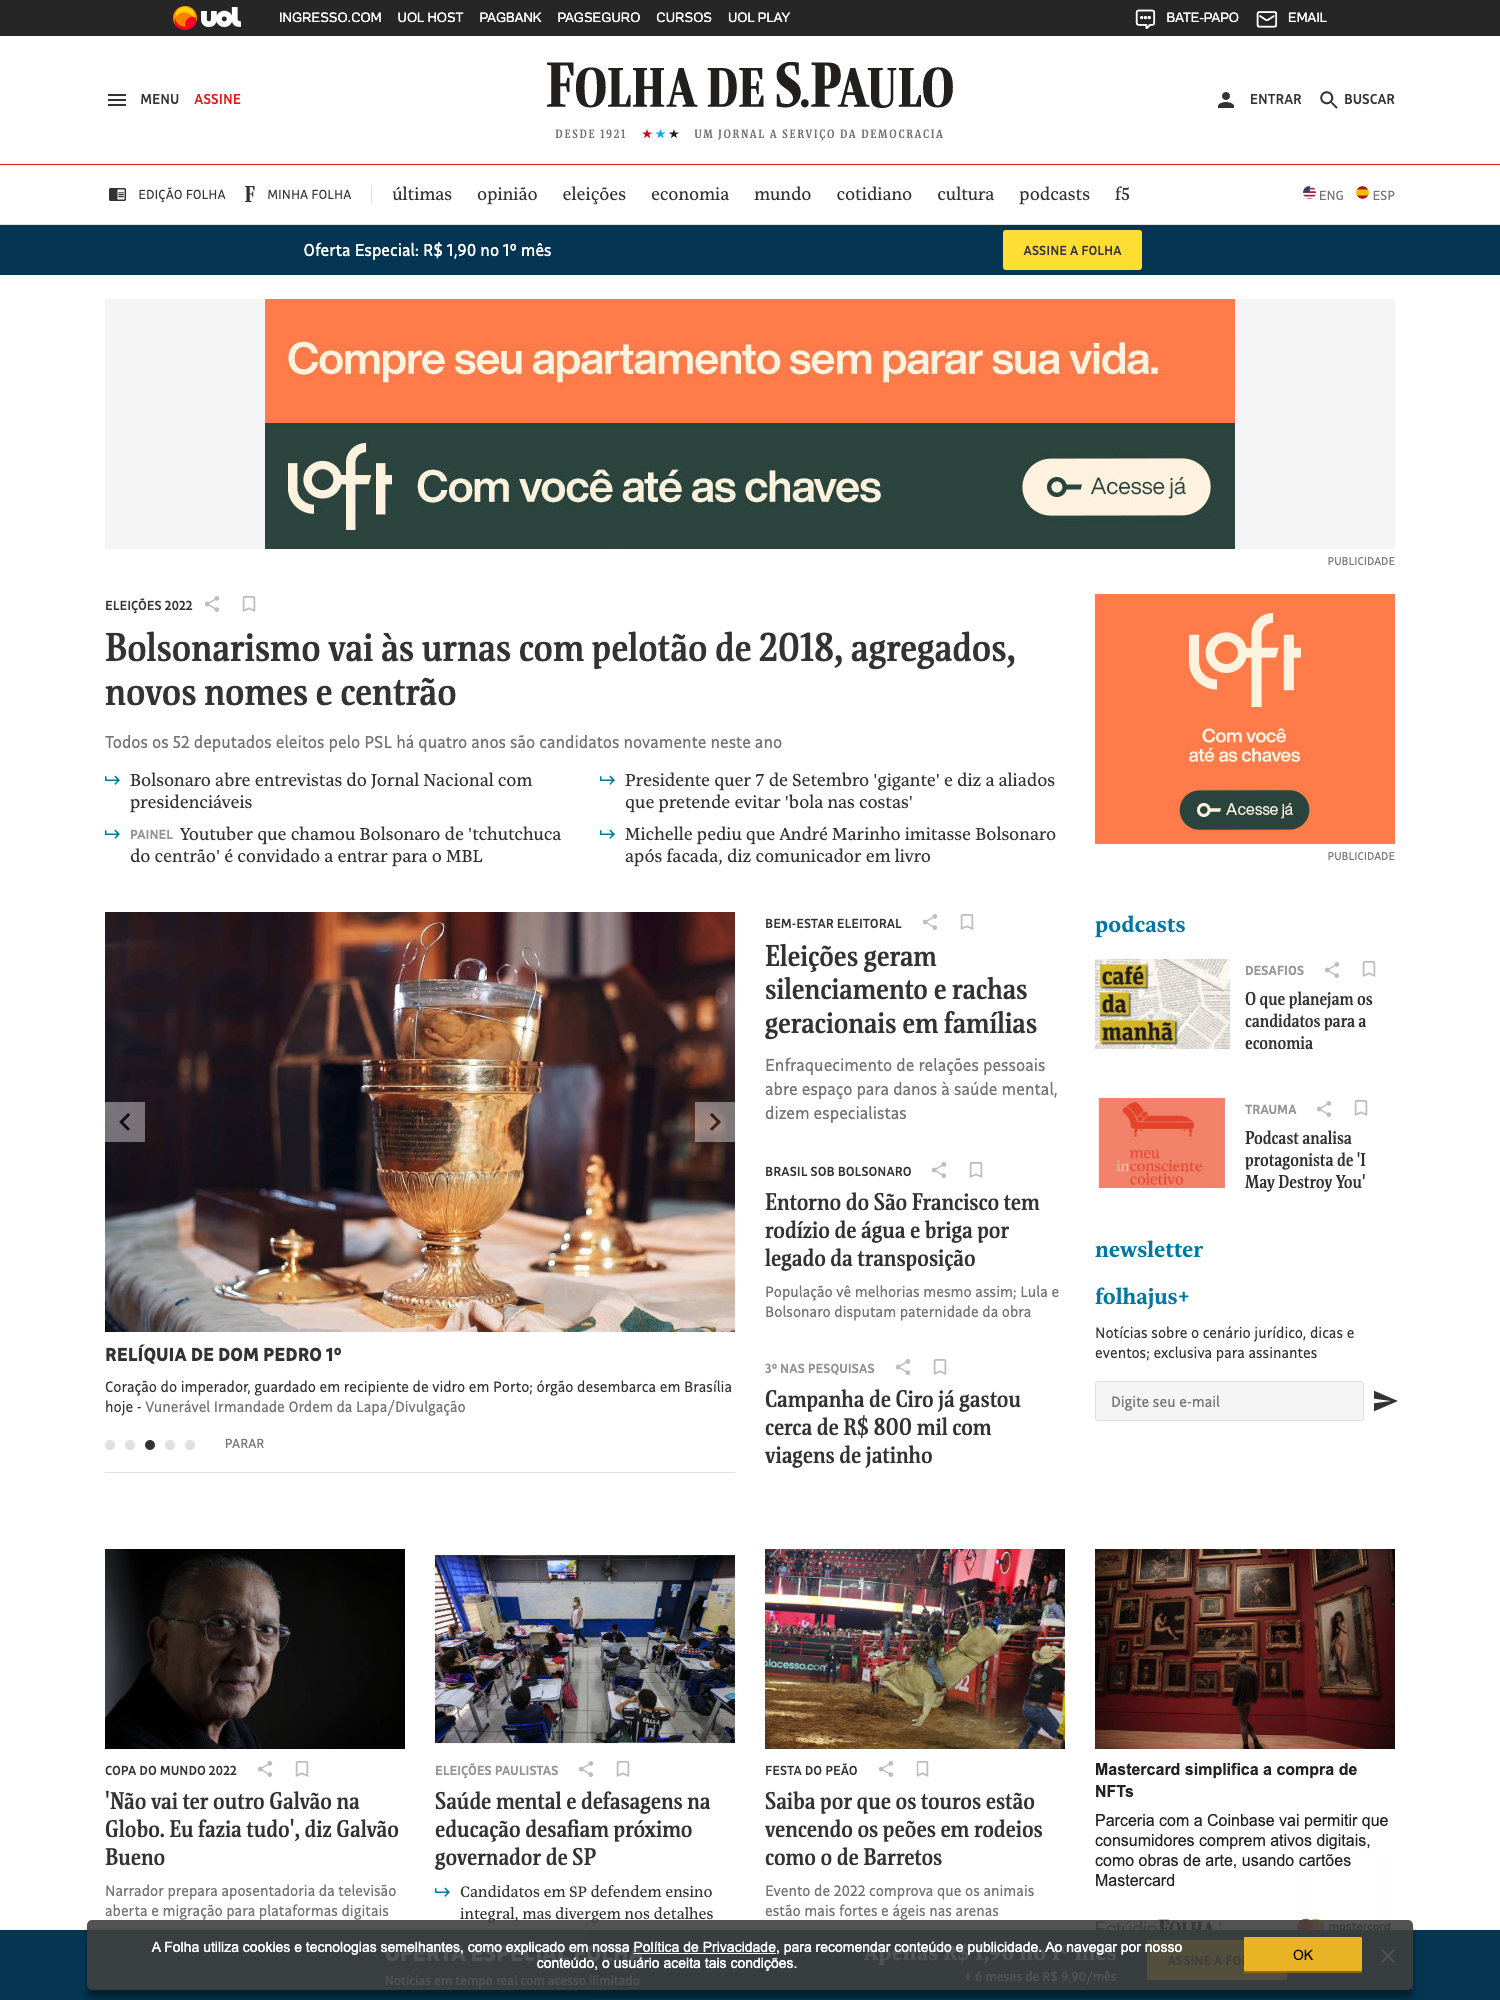 uol INGRESSO.COM UOL HOST PAGBANK PAGSEGURO CURSOS UOL PLAY BATE-PAPO EMAIL
MENU ASSINE
FOLHA DE S.PAULO
DESDE 1921 ★★★ UM JORNAL A SERVIÇO DA DEMOCRACIA
ENTRAR BUSCAR
EDIÇÃO FOLHA F MINHA FOLHA últimas opinião eleições economia mundo cotidiano cultura podcasts f5 ENG ESP
Oferta Especial: R$ 1,90 no 1º mês ASSINE A FOLHA
Compre seu apartamento sem parar sua vida.
loft Com você até as chaves Acesse já
PUBLICIDADE
ELEIÇÕES 2022
Bolsonarismo vai às urnas com pelotão de 2018, agregados,
novos nomes e centrão
Todos os 52 deputados eleitos pelo PSL há quatro anos são candidatos novamente neste ano
Bolsonaro abre entrevistas do Jornal Nacional com
presidenciáveis
PAINEL Youtuber que chamou Bolsonaro de 'tchutchuca
do centrão' é convidado a entrar para o MBL
Presidente quer 7 de Setembro 'gigante' e diz a aliados
que pretende evitar 'bola nas costas'
Michelle pediu que André Marinho imitasse Bolsonaro
após facada, diz comunicador em livro
loft
Com você
até as chaves
Acesse já
PUBLICIDADE
RELÍQUIA DE DOM PEDRO 1º
Coração do imperador, guardado em recipiente de vidro em Porto; órgão desembarca em Brasília
hoje - Vunerável Irmandade Ordem da Lapa/Divulgação
PARAR
BEM-ESTAR ELEITORAL
Eleições geram
silenciamento e rachas
geracionais em famílias
Enfraquecimento de relações pessoais
abre espaço para danos à saúde mental,
dizem especialistas
BRASIL SOB BOLSONARO
Entorno do São Francisco tem
rodízio de água e briga por
legado da transposição
População vê melhorias mesmo assim; Lula e
Bolsonaro disputam paternidade da obra
3º NAS PESQUISAS
Campanha de Ciro já gastou
cerca de R$ 800 mil com
viagens de jatinho
podcasts
café
da
manhã
DESAFIOS
O que planejam os
candidatos para a
economia
meu
inconsciente
coletivo
TRAUMA
Podcast analisa
protagonista de 'I
May Destroy You'
newsletter
folhajus+
Notícias sobre o cenário jurídico, dicas e
eventos; exclusiva para assinantes
Digite seu e-mail
COPA DO MUNDO 2022
'Não vai ter outro Galvão na
Globo. Eu fazia tudo', diz Galvão
Bueno
Narrador prepara aposentadoria da televisão
aberta e migração para plataformas digitais
ELEIÇÕES PAULISTAS
Saúde mental e defasagens na
educação desafiam próximo
governador de SP
Candidatos em SP defendem ensino
integral, mas divergem nos detalhes
alacesso.com
FESTA DO PEÃO
Saiba por que os touros estão
vencendo os peões em rodeios
como o de Barretos
Evento de 2022 comprova que os animais
estão mais fortes e ágeis nas arenas
Mastercard simplifica a compra de
NFTs
Parceria com a Coinbase vai permitir que
consumidores comprem ativos digitais,
como obras de arte, usando cartões
Mastercard
EstúdioFOLHA mastercard
A Folha utiliza cookies e tecnologias semelhantes, como explicado em nossa Política de Privacidade, para recomendar conteúdo e publicidade. Ao navegar por nosso
conteúdo, o usuário aceita tais condições.
OK
Apenas R$ 1,90 no 1º mês
Notícias em tempo real com acesso ilimitado
+ 6 meses de R$ 9,90/mês
ASSINE A FO